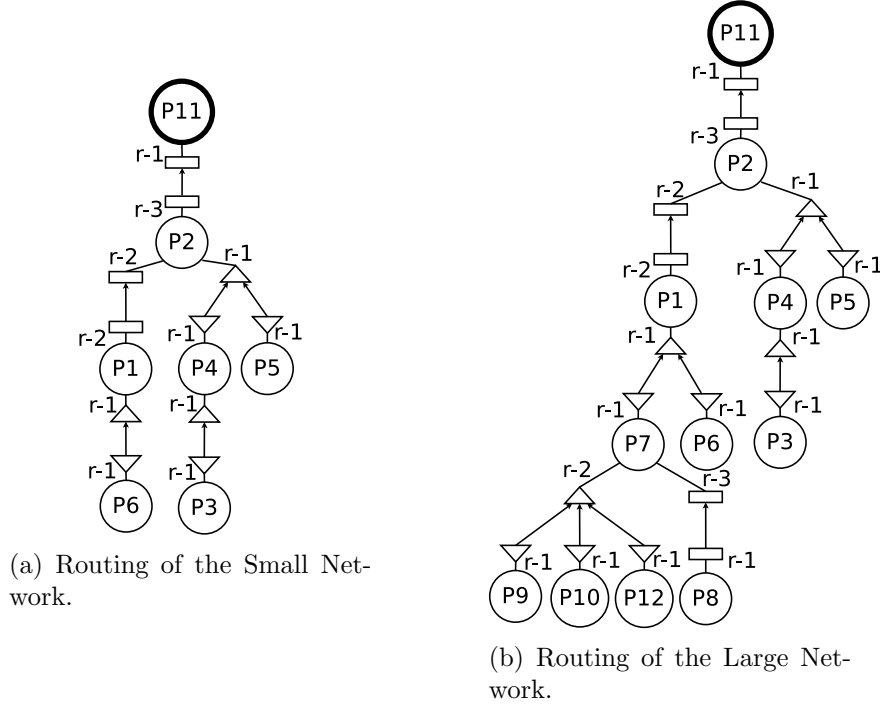 P11
r-1
r-3
P2
r-2
r-1
r-2
r-1
r-1
P1
P4
P5
r-1
r-1
r-1
r-1
P6
P3
(a) Routing of the Small Net-
work.
P11
r-1
r-3
P2
r-2
r-1
r-2
r-1
r-1
P1
P4
P5
r-1
r-1
r-1
r-1
r-1
P7
P6
P3
r-2
r-3
r-1
r-1
r-1
r-1
P9
P10
P12
P8
(b) Routing of the Large Net-
work.